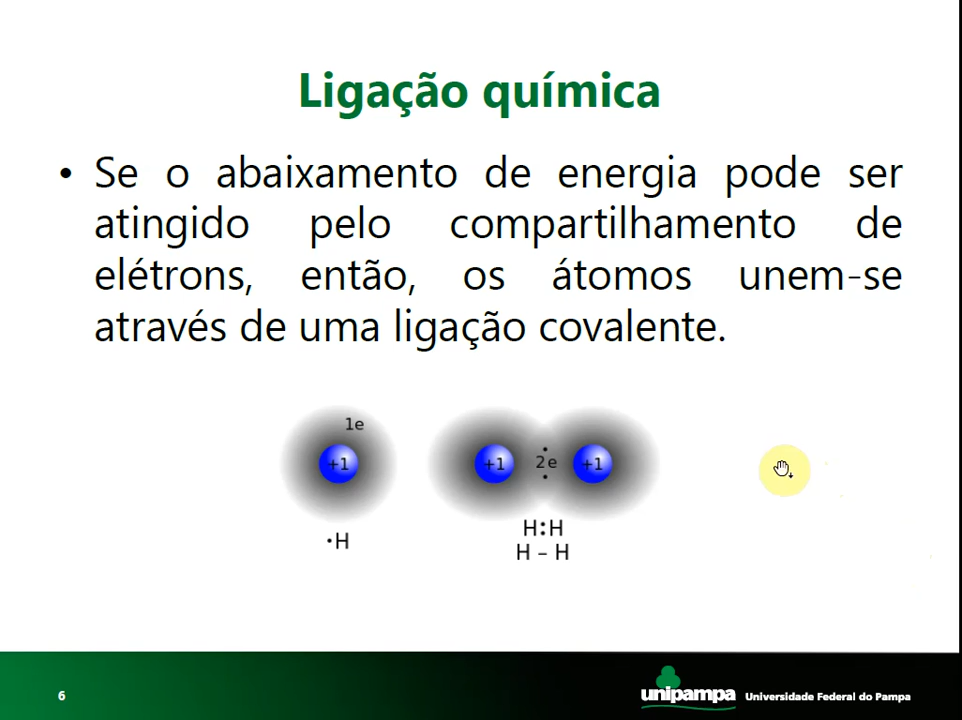 Ligação química
• Se o abaixamento de energia pode ser
atingido pelo compartilhamento de
elétrons, então, os átomos unem-se
através de uma ligação covalente.
1e
+1
+1
2e
+1
·H
H:H
H – H
6
unipampa
Universidade Federal do Pampa